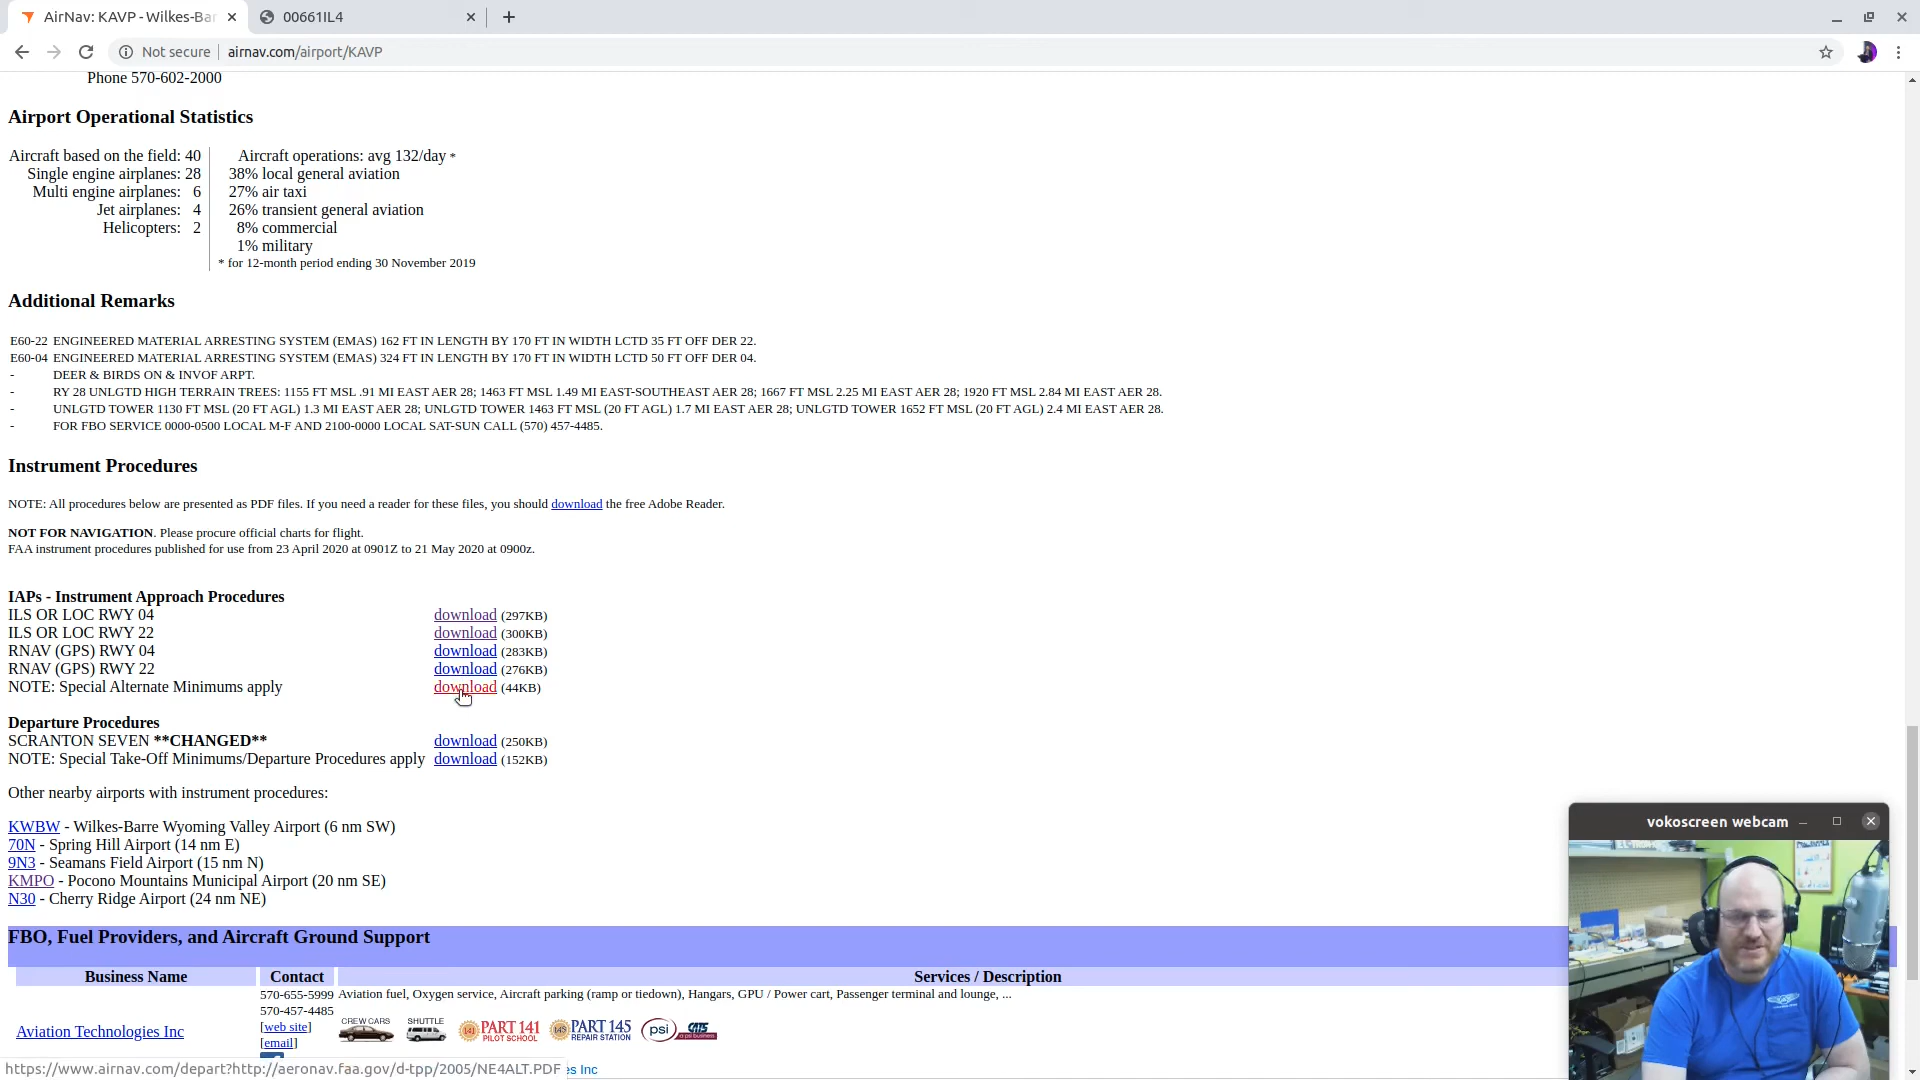 AirNav: KAVP - Wilkes-Bar
00661IL4
Not secure
airnav.com/airport/KAVP
Phone 570-602-2000
Airport Operational Statistics
Aircraft based on the field: 40
Single engine airplanes: 28
Multi engine airplanes: 6
Jet airplanes: 4
Helicopters: 2
Aircraft operations: avg 132/day *
38% local general aviation
27% air taxi
26% transient general aviation
8% commercial
1% military
* for 12-month period ending 30 November 2019
Additional Remarks
E60-22 ENGINEERED MATERIAL ARRESTING SYSTEM (EMAS) 162 FT IN LENGTH BY 170 FT IN WIDTH LCTD 35 FT OFF DER 22.
E60-04 ENGINEERED MATERIAL ARRESTING SYSTEM (EMAS) 324 FT IN LENGTH BY 170 FT IN WIDTH LCTD 50 FT OFF DER 04.
- DEER & BIRDS ON & INVOF ARPT.
- RY 28 UNLGTD HIGH TERRAIN TREES: 1155 FT MSL .91 MI EAST AER 28; 1463 FT MSL 1.49 MI EAST-SOUTHEAST AER 28; 1667 FT MSL 2.25 MI EAST AER 28; 1920 FT MSL 2.84 MI EAST AER 28.
- UNLGTD TOWER 1130 FT MSL (20 FT AGL) 1.3 MI EAST AER 28; UNLGTD TOWER 1463 FT MSL (20 FT AGL) 1.7 MI EAST AER 28; UNLGTD TOWER 1652 FT MSL (20 FT AGL) 2.4 MI EAST AER 28.
- FOR FBO SERVICE 0000-0500 LOCAL M-F AND 2100-0000 LOCAL SAT-SUN CALL (570) 457-4485.
Instrument Procedures
NOTE: All procedures below are presented as PDF files. If you need a reader for these files, you should download the free Adobe Reader.
NOT FOR NAVIGATION. Please procure official charts for flight.
FAA instrument procedures published for use from 23 April 2020 at 0901Z to 21 May 2020 at 0900z.
IAPs - Instrument Approach Procedures
ILS OR LOC RWY 04 download (297KB)
ILS OR LOC RWY 22 download (300KB)
RNAV (GPS) RWY 04 download (283KB)
RNAV (GPS) RWY 22 download (276KB)
NOTE: Special Alternate Minimums apply download (44KB)
Departure Procedures
SCRANTON SEVEN **CHANGED** download (250KB)
NOTE: Special Take-Off Minimums/Departure Procedures apply download (152KB)
Other nearby airports with instrument procedures:
KWBW - Wilkes-Barre Wyoming Valley Airport (6 nm SW)
70N - Spring Hill Airport (14 nm E)
9N3 - Seamans Field Airport (15 nm N)
KMPO - Pocono Mountains Municipal Airport (20 nm SE)
N30 - Cherry Ridge Airport (24 nm NE)
FBO, Fuel Providers, and Aircraft Ground Support
Business Name Contact Services / Description
Aviation Technologies Inc
570-655-5999
570-457-4485
[web site]
[email]
Aviation fuel, Oxygen service, Aircraft parking (ramp or tiedown), Hangars, GPU / Power cart, Passenger terminal and lounge, ...
CREW CARS
SHUTTLE
141 PART 141
PILOT SCHOOL
145 PART 145
REPAIR STATION
psi
CATS
https://www.airnav.com/depart?http://aeronav.faa.gov/d-tpp/2005/NE4ALT.PDF
es Inc
vokoscreen webcam